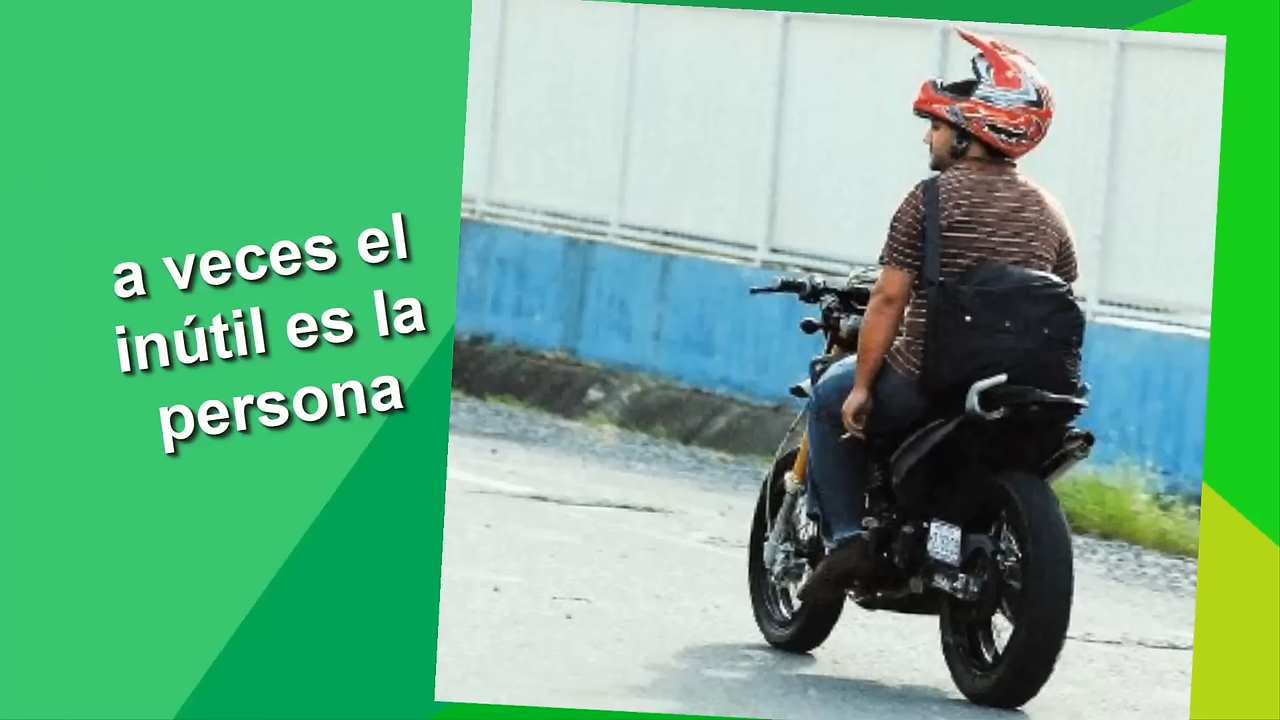 a veces el
inútil es la
persona